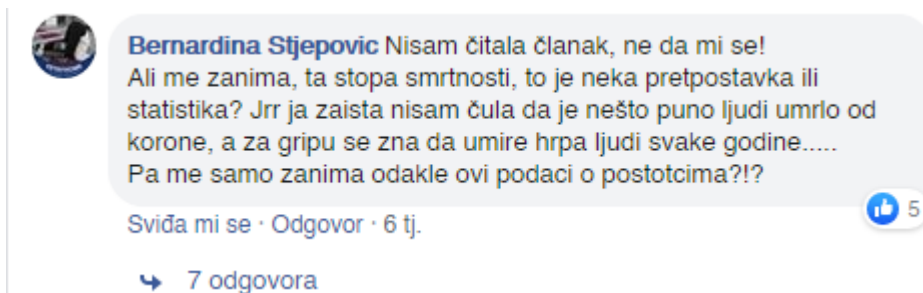 Bernardina Stjepovic Nisam čitala članak, ne da mi se!
Ali me zanima, ta stopa smrtnosti, to je neka pretpostavka ili
statistika? Jrr ja zaista nisam čula da je nešto puno ljudi umrlo od
korone, a za gripu se zna da umire hrpa ljudi svake godine.....
Pa me samo zanima odakle ovi podaci o postotcima?!?
5
Sviđa mi se · Odgovor · 6 tj.
7 odgovora